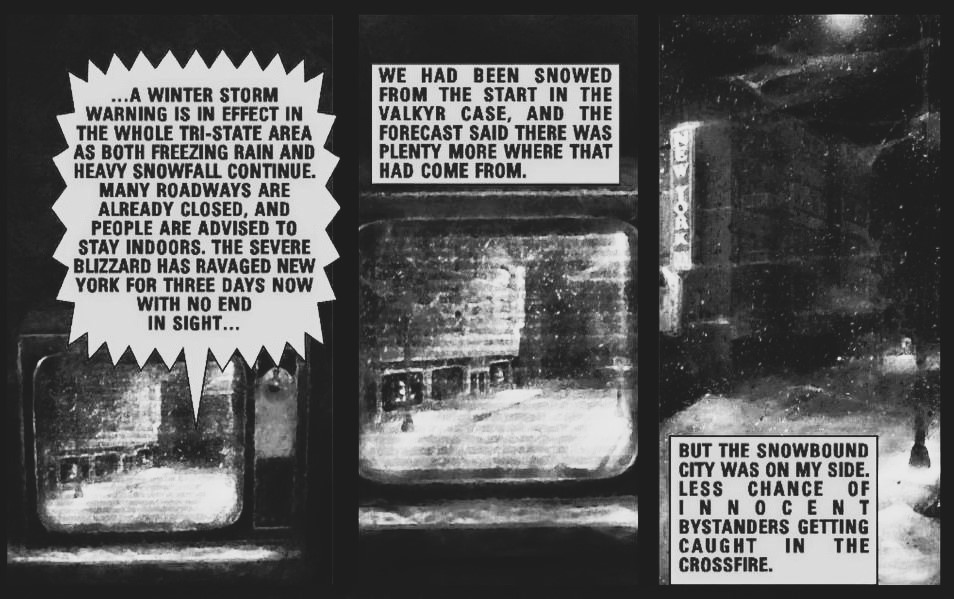 ...A WINTER STORM
WARNING IS IN EFFECT IN
THE WHOLE TRI-STATE AREA
AS BOTH FREEZING RAIN AND
HEAVY SNOWFALL CONTINUE.
MANY ROADWAYS ARE
ALREADY CLOSED, AND
PEOPLE ARE ADVISED TO
STAY INDOORS. THE SEVERE
BLIZZARD HAS RAVAGED NEW
YORK FOR THREE DAYS NOW
WITH NO END
IN SIGHT...
WE HAD BEEN SNOWED
FROM THE START IN THE
VALKYR CASE, AND THE
FORECAST SAID THERE WAS
PLENTY MORE WHERE THAT
HAD COME FROM.
NEW YORK
BUT THE SNOWBOUND
CITY WAS ON MY SIDE.
LESS CHANCE OF
INNOCENT
BYSTANDERS GETTING
CAUGHT IN THE
CROSSFIRE.